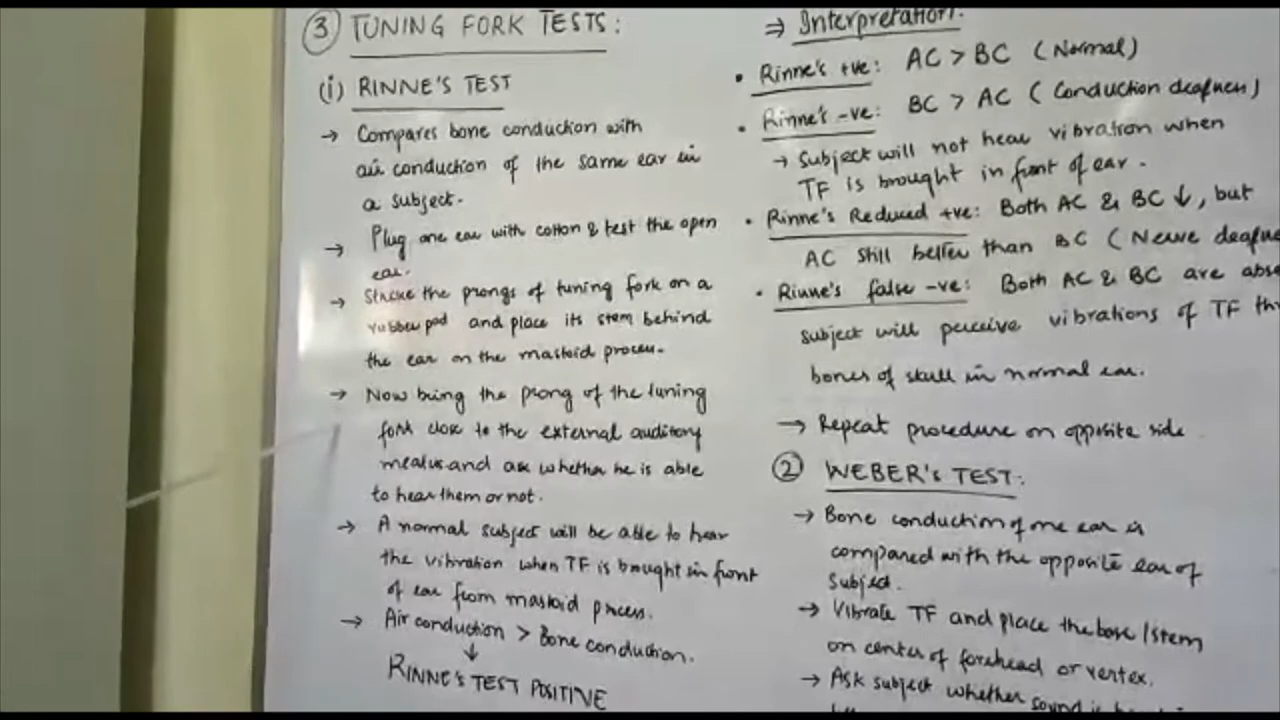 ③ TUNING FORK TESTS:
(i) RINNE'S TEST
→ Compares bone conduction with
air conduction of the same ear in
a subject.
→ Plug one ear with cotton & test the open
ear.
→ Strike the prongs of tuning fork on a
rubber pad and place its stem behind
the ear on the mastoid process.
→ Now bring the prong of the tuning
fork close to the external auditory
meatus and ask whether he is able
to hear them or not.
→ A normal subject will be able to hear
the vibration when TF is brought in front
of ear from mastoid process.
→ Air conduction > Bone conduction.
↓
RINNE'S TEST POSITIVE
⇒ Interpretation:
• Rinne's +ve: AC > BC (Normal)
• Rinne's -ve: BC > AC (Conduction deafness)
→ Subject will not hear vibration when
TF is brought in front of ear.
• Rinne's Reduced +ve: Both AC & BC ↓, but
AC still better than BC (Nerve deafne
• Rinne's false -ve: Both AC & BC are abse
subject will perceive vibrations of TF th
bones of skull in normal ear.
→ Repeat procedure on opposite side
② WEBER'S TEST:
→ Bone conduction of one ear is
compared with the opposite ear of
subject.
→ Vibrate TF and place the base/stem
on center of forehead or vertex.
→ Ask subject whether sound is